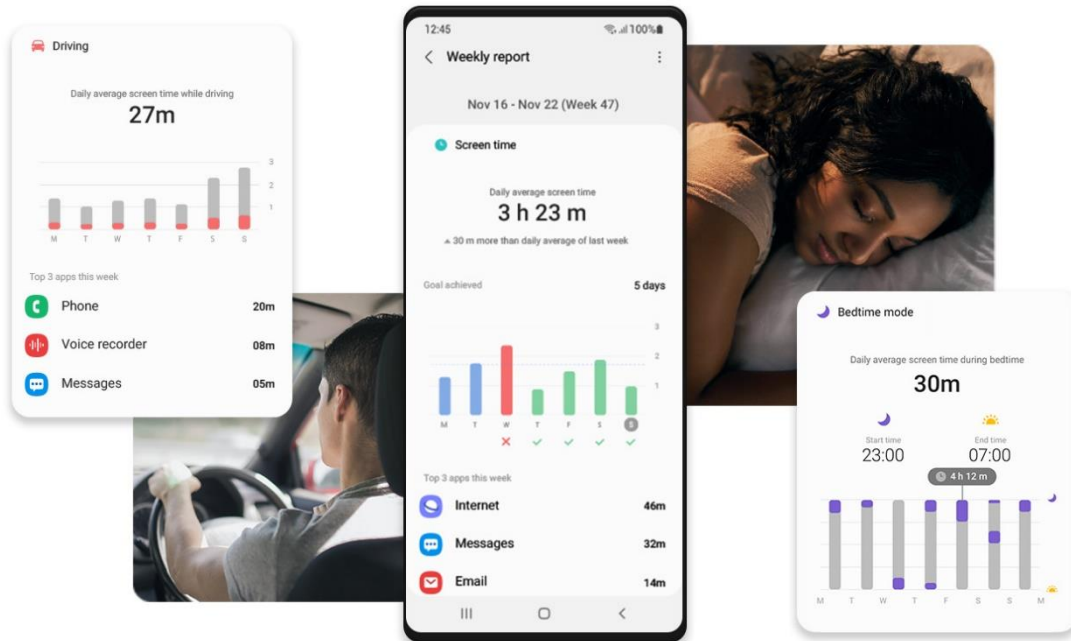 Driving
Daily average screen time while driving
27m
3
2
1
M T W T F S S
Top 3 apps this week
Phone 20m
Voice recorder 08m
Messages 05m
12:45 100%
Weekly report
Nov 16 - Nov 22 (Week 47)
Screen time
Daily average screen time
3 h 23 m
30 m more than daily average of last week
Goal achieved 5 days
3
2
1
M T W T F S S
Top 3 apps this week
Internet 46m
Messages 32m
Email 14m
Bedtime mode
Daily average screen time during bedtime
30m
Start time End time
23:00 07:00
4 h 12 m
M T W T F S S M